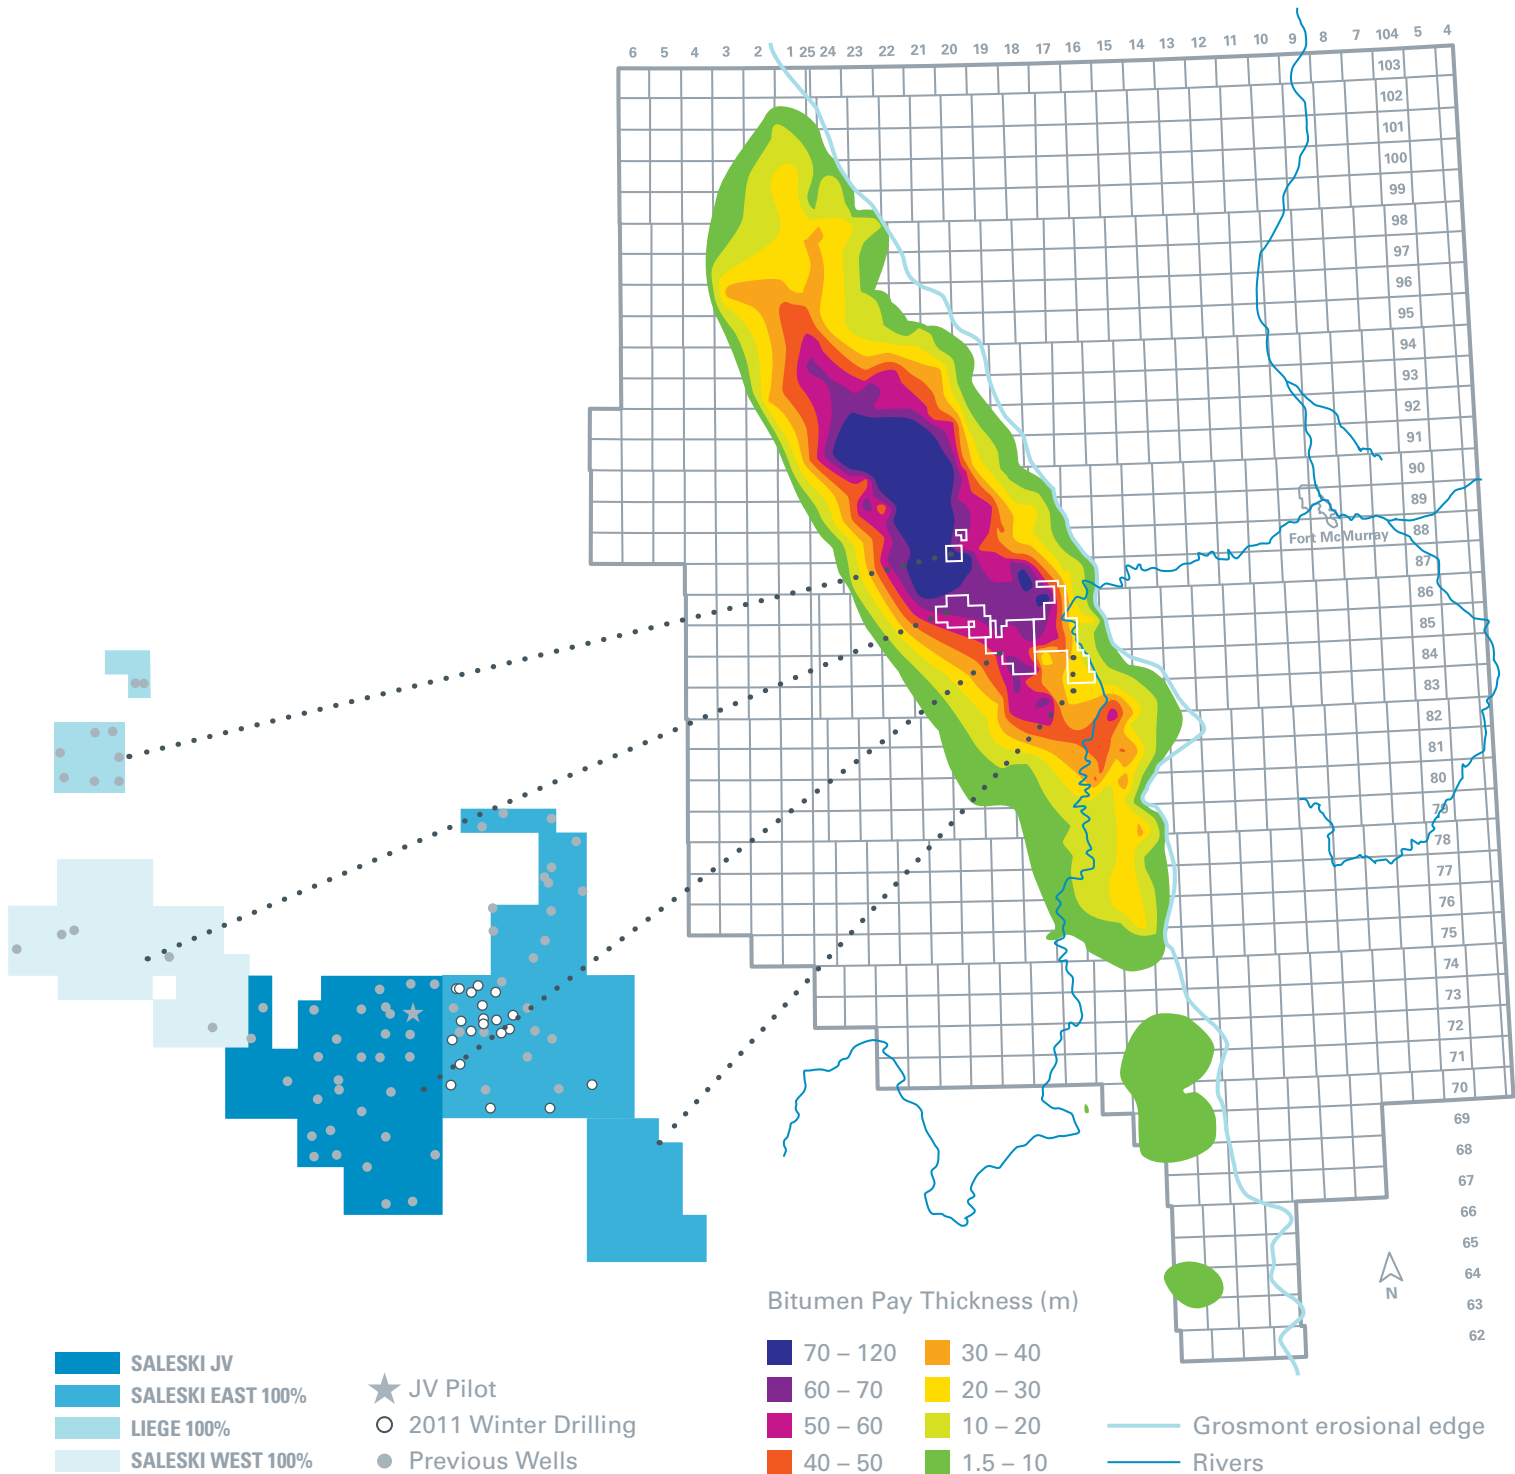 6 5 4 3 2 1 25 24 23 22 21 20 19 18 17 16 15 14 13 12 11 10 9 8 7 104 5 4
103
102
101
100
99
98
97
96
95
94
93
92
91
90
89
88
Fort McMurray
87
86
85
84
83
82
81
80
79
78
77
76
75
74
73
72
71
70
69
68
67
66
65
64
63
62
N
Bitumen Pay Thickness (m)
70 – 120
60 – 70
50 – 60
40 – 50
30 – 40
20 – 30
10 – 20
1.5 – 10
SALESKI JV
SALESKI EAST 100%
LIEGE 100%
SALESKI WEST 100%
JV Pilot
2011 Winter Drilling
Previous Wells
Grosmont erosional edge
Rivers